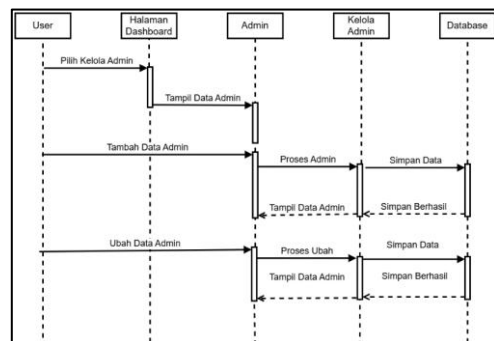 User
Halaman
Dashboard
Admin
Kelola
Admin
Database
Pilih Kelola Admin
Tampil Data Admin
Tambah Data Admin
Proses Admin
Simpan Data
Tampil Data Admin
Simpan Berhasil
Ubah Data Admin
Proses Ubah
Simpan Data
Tampil Data Admin
Simpan Berhasil